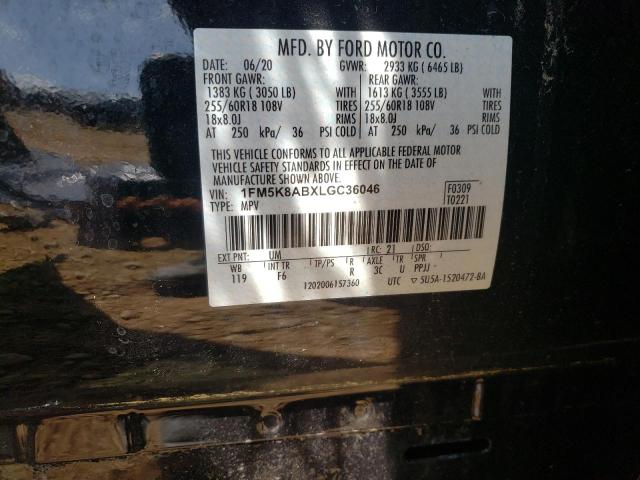 MFD. BY FORD MOTOR CO.
DATE: 06/20 GVWR: 2933 KG ( 6465 LB)
FRONT GAWR: REAR GAWR:
1383 KG ( 3050 LB) WITH 1613 KG ( 3555 LB) WITH
255/60R18 108V TIRES 255/60R18 108V TIRES
18x8.0J RIMS 18x8.0J RIMS
AT 250 kPa/ 36 PSI COLD AT 250 kPa/ 36 PSI COLD
THIS VEHICLE CONFORMS TO ALL APPLICABLE FEDERAL MOTOR
VEHICLE SAFETY STANDARDS IN EFFECT ON THE DATE OF
MANUFACTURE SHOWN ABOVE.
VIN: 1FM5K8ABXLGC36046 F0309
TYPE: MPV T0221
EXT PNT: UM RC: 21 DSO:
WB INT TR TP/PS R AXLE TR SPR
119 F6 R 3C U PPJJ
1202006157360 UTC ▽ 5U5A-1520472-BA